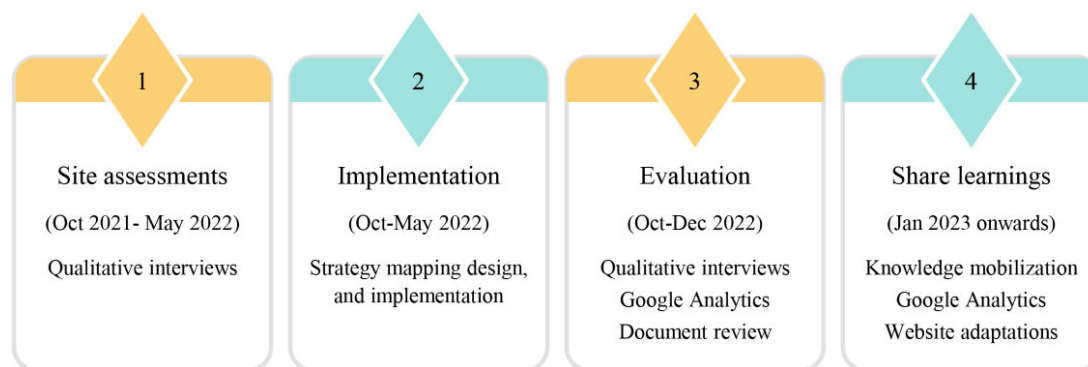 1
Site assessments
(Oct 2021- May 2022)
Qualitative interviews
2
Implementation
(Oct-May 2022)
Strategy mapping design,
and implementation
3
Evaluation
(Oct-Dec 2022)
Qualitative interviews
Google Analytics
Document review
4
Share learnings
(Jan 2023 onwards)
Knowledge mobilization
Google Analytics
Website adaptations